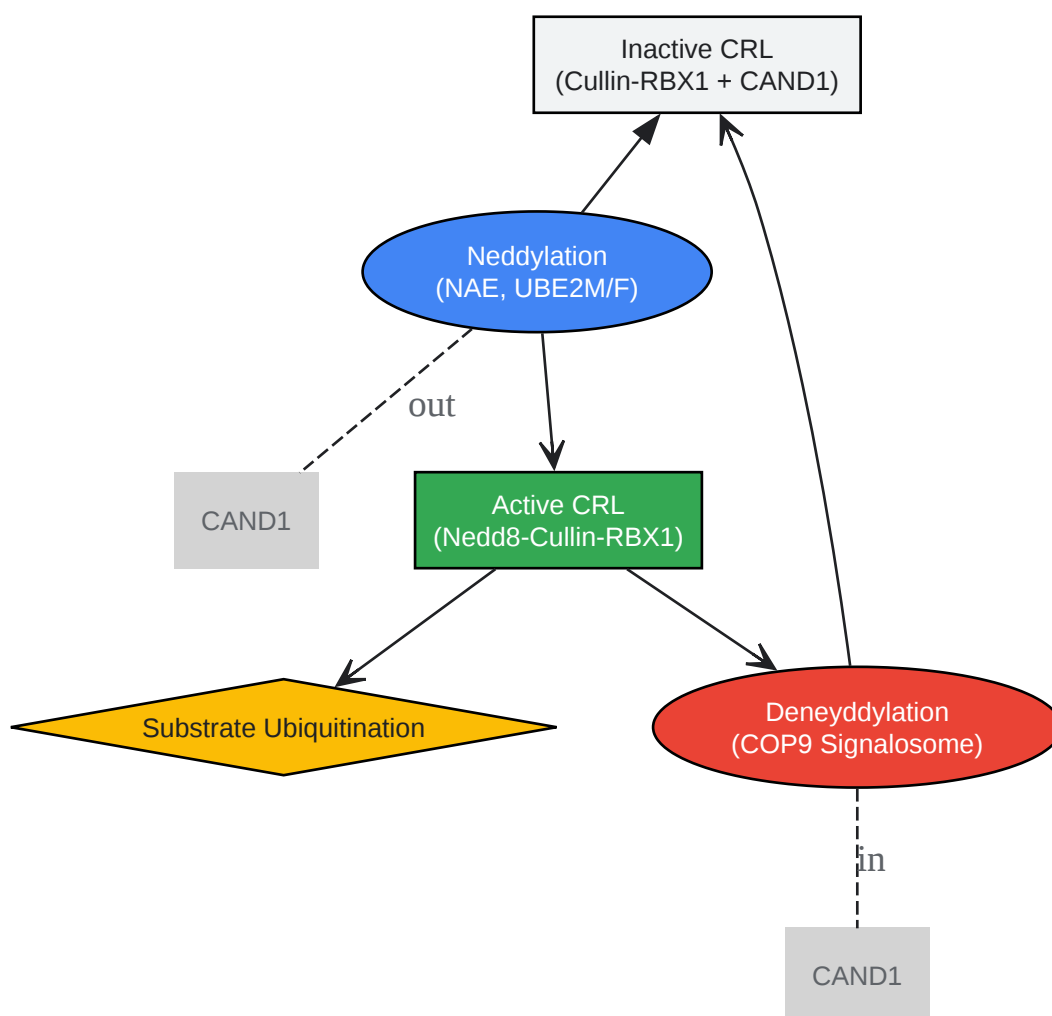 Inactive CRL
(Cullin-RBX1 + CAND1)
Neddylation
(NAE, UBE2M/F)
out
CAND1
Active CRL
(Nedd8-Cullin-RBX1)
Substrate Ubiquitination
Deneyddylation
(COP9 Signalosome)
in
CAND1